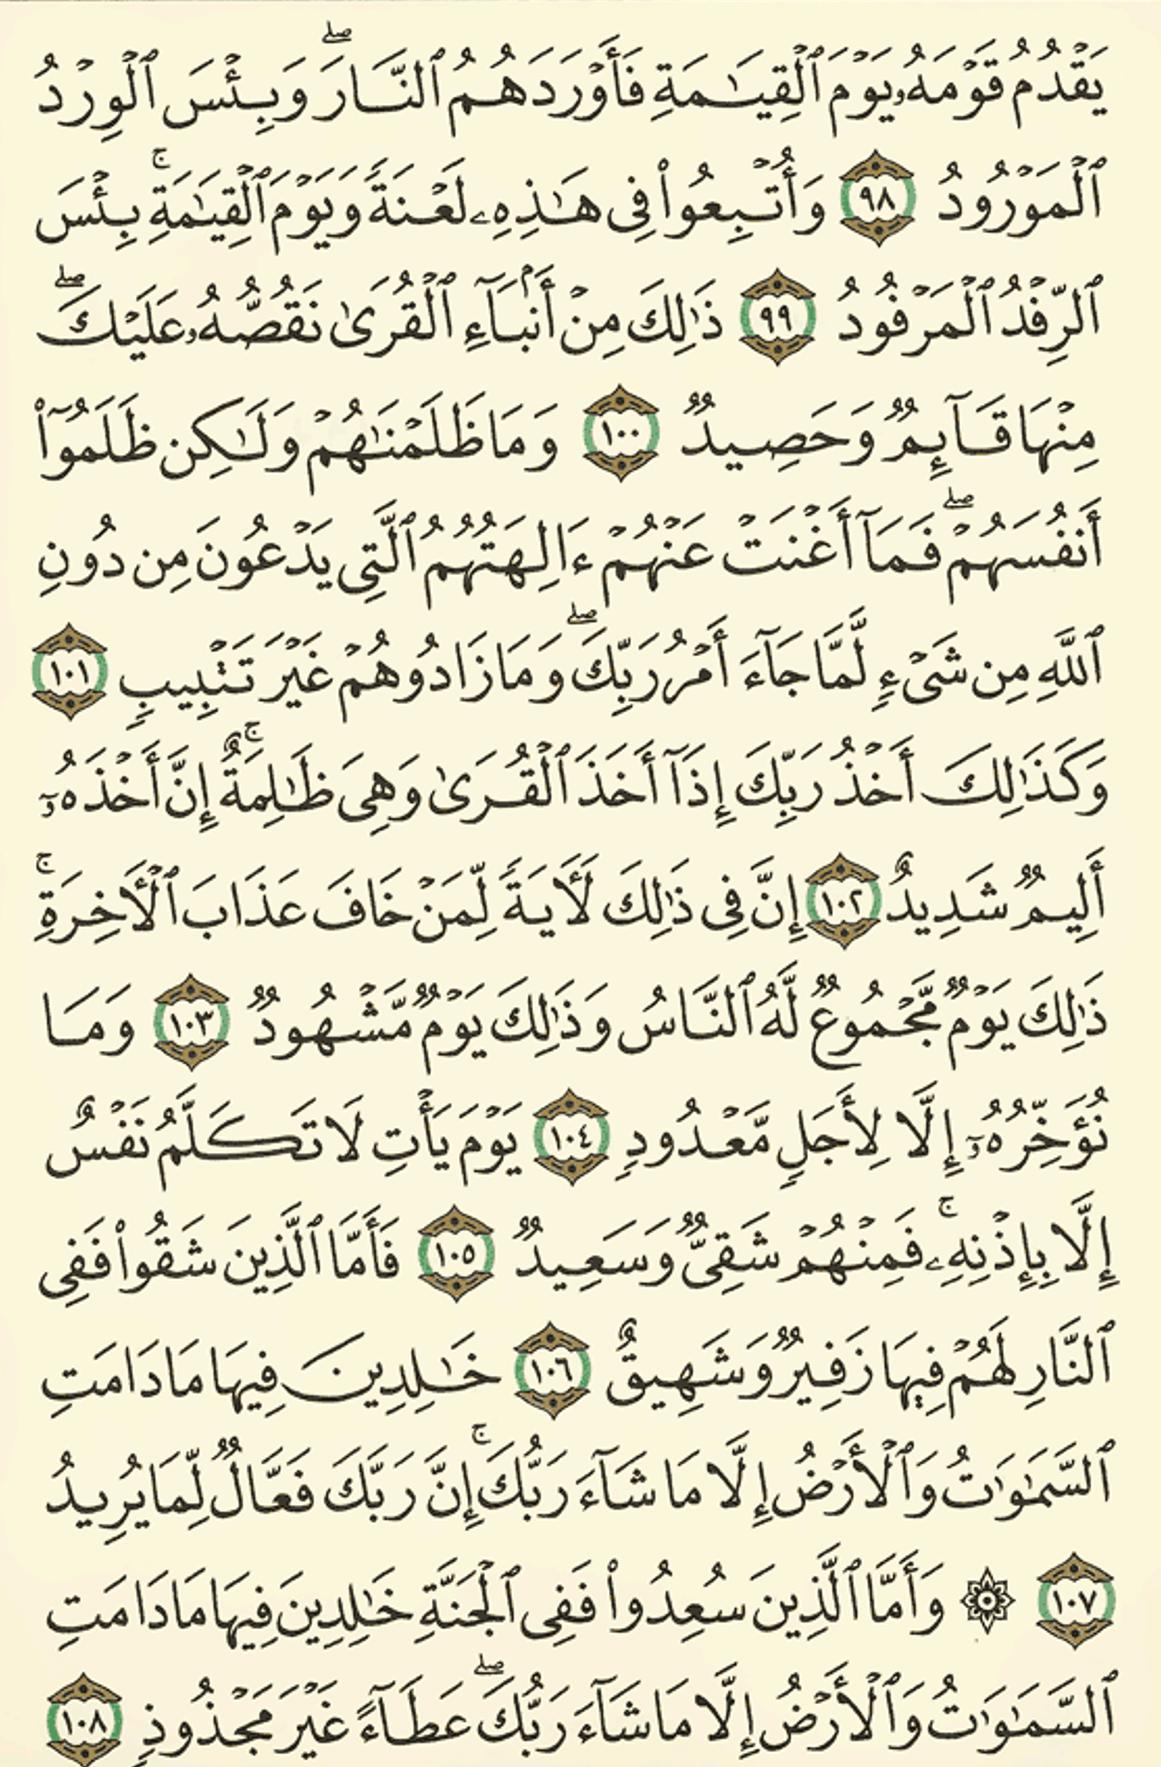 يَقْدُمُ قَوْمَهُۥ يَوْمَ ٱلْقِيَـٰمَةِ فَأَوْرَدَهُمُ ٱلنَّارَ ۖ وَبِئْسَ ٱلْوِرْدُ
ٱلْمَوْرُودُ ٩٨ وَأُتْبِعُوا۟ فِى هَـٰذِهِۦ لَعْنَةً وَيَوْمَ ٱلْقِيَـٰمَةِ ۚ بِئْسَ
ٱلرِّفْدُ ٱلْمَرْفُودُ ٩٩ ذَٰلِكَ مِنْ أَنۢبَآءِ ٱلْقُرَىٰ نَقُصُّهُۥ عَلَيْكَ ۖ
مِنْهَا قَآئِمٌ وَحَصِيدٌ ١٠٠ وَمَا ظَلَمْنَـٰهُمْ وَلَـٰكِن ظَلَمُوٓا۟
أَنفُسَهُمْ ۖ فَمَآ أَغْنَتْ عَنْهُمْ ءَالِهَتُهُمُ ٱلَّتِى يَدْعُونَ مِن دُونِ
ٱللَّهِ مِن شَىْءٍ لَّمَّا جَآءَ أَمْرُ رَبِّكَ ۖ وَمَا زَادُوهُمْ غَيْرَ تَتْبِيبٍ ١٠١
وَكَذَٰلِكَ أَخْذُ رَبِّكَ إِذَآ أَخَذَ ٱلْقُرَىٰ وَهِىَ ظَـٰلِمَةٌ ۚ إِنَّ أَخْذَهُۥٓ
أَلِيمٌ شَدِيدٌ ١٠٢ إِنَّ فِى ذَٰلِكَ لَـَٔايَةً لِّمَنْ خَافَ عَذَابَ ٱلْـَٔاخِرَةِ ۚ
ذَٰلِكَ يَوْمٌ مَّجْمُوعٌ لَّهُ ٱلنَّاسُ وَذَٰلِكَ يَوْمٌ مَّشْهُودٌ ١٠٣ وَمَا
نُؤَخِّرُهُۥٓ إِلَّا لِأَجَلٍ مَّعْدُودٍ ١٠٤ يَوْمَ يَأْتِ لَا تَكَلَّمُ نَفْسٌ
إِلَّا بِإِذْنِهِۦ ۚ فَمِنْهُمْ شَقِىٌّ وَسَعِيدٌ ١٠٥ فَأَمَّا ٱلَّذِينَ شَقُوا۟ فَفِى
ٱلنَّارِ لَهُمْ فِيهَا زَفِيرٌ وَشَهِيقٌ ١٠٦ خَـٰلِدِينَ فِيهَا مَا دَامَتِ
ٱلسَّمَـٰوَٰتُ وَٱلْأَرْضُ إِلَّا مَا شَآءَ رَبُّكَ ۚ إِنَّ رَبَّكَ فَعَّالٌ لِّمَا يُرِيدُ
١٠٧ ۞ وَأَمَّا ٱلَّذِينَ سُعِدُوا۟ فَفِى ٱلْجَنَّةِ خَـٰلِدِينَ فِيهَا مَا دَامَتِ
ٱلسَّمَـٰوَٰتُ وَٱلْأَرْضُ إِلَّا مَا شَآءَ رَبُّكَ ۖ عَطَآءً غَيْرَ مَجْذُوذٍ ١٠٨